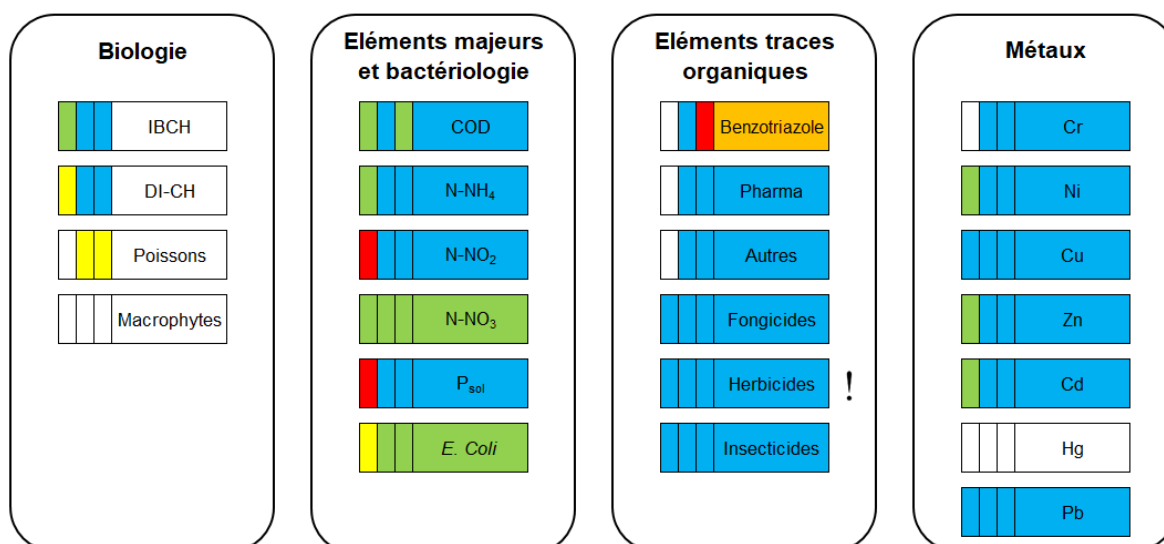 Biologie
IBCH
DI-CH
Poissons
Macrophytes
Eléments majeurs
et bactériologie
COD
N-NH₄
N-NO₂
N-NO₃
Psol
E. Coli
Eléments traces
organiques
Benzotriazole
Pharma
Autres
Fongicides
Herbicides !
Insecticides
Métaux
Cr
Ni
Cu
Zn
Cd
Hg
Pb